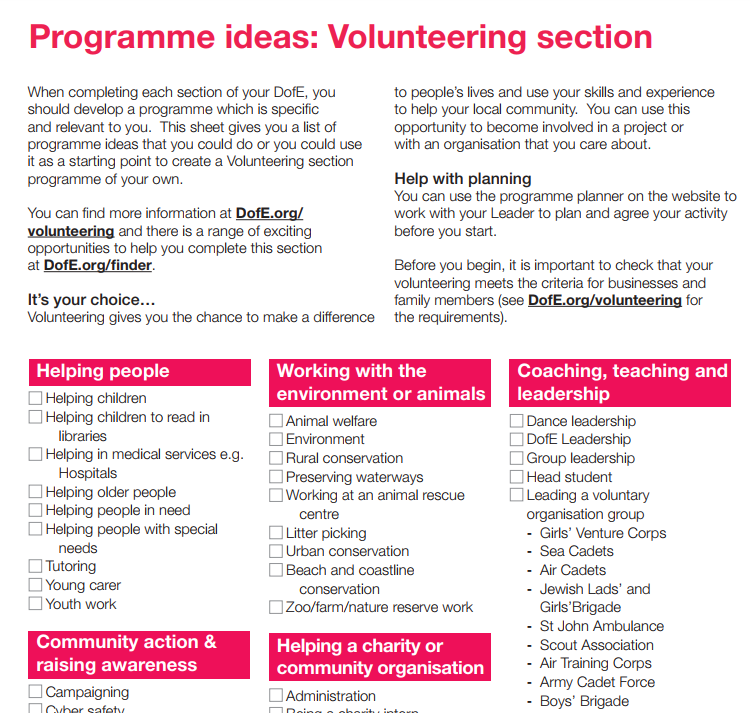 Programme ideas: Volunteering section
When completing each section of your DofE, you
should develop a programme which is specific
and relevant to you.  This sheet gives you a list of
programme ideas that you could do or you could use
it as a starting point to create a Volunteering section
programme of your own.
You can find more information at DofE.org/
volunteering and there is a range of exciting
opportunities to help you complete this section
at DofE.org/finder.
It's your choice...
Volunteering gives you the chance to make a difference
to people's lives and use your skills and experience
to help your local community.  You can use this
opportunity to become involved in a project or
with an organisation that you care about.
Help with planning
You can use the programme planner on the website to
work with your Leader to plan and agree your activity
before you start.
Before you begin, it is important to check that your
volunteering meets the criteria for businesses and
family members (see DofE.org/volunteering for
the requirements).
Helping people
Helping children
Helping children to read in
libraries
Helping in medical services e.g.
Hospitals
Helping older people
Helping people in need
Helping people with special
needs
Tutoring
Young carer
Youth work
Community action &
raising awareness
Campaigning
Cyber safety
Working with the
environment or animals
Animal welfare
Environment
Rural conservation
Preserving waterways
Working at an animal rescue
centre
Litter picking
Urban conservation
Beach and coastline
conservation
Zoo/farm/nature reserve work
Helping a charity or
community organisation
Administration
Being a charity intern
Coaching, teaching and
leadership
Dance leadership
DofE Leadership
Group leadership
Head student
Leading a voluntary
organisation group
- Girls' Venture Corps
- Sea Cadets
- Air Cadets
- Jewish Lads' and
Girls'Brigade
- St John Ambulance
- Scout Association
- Air Training Corps
- Army Cadet Force
- Boys' Brigade